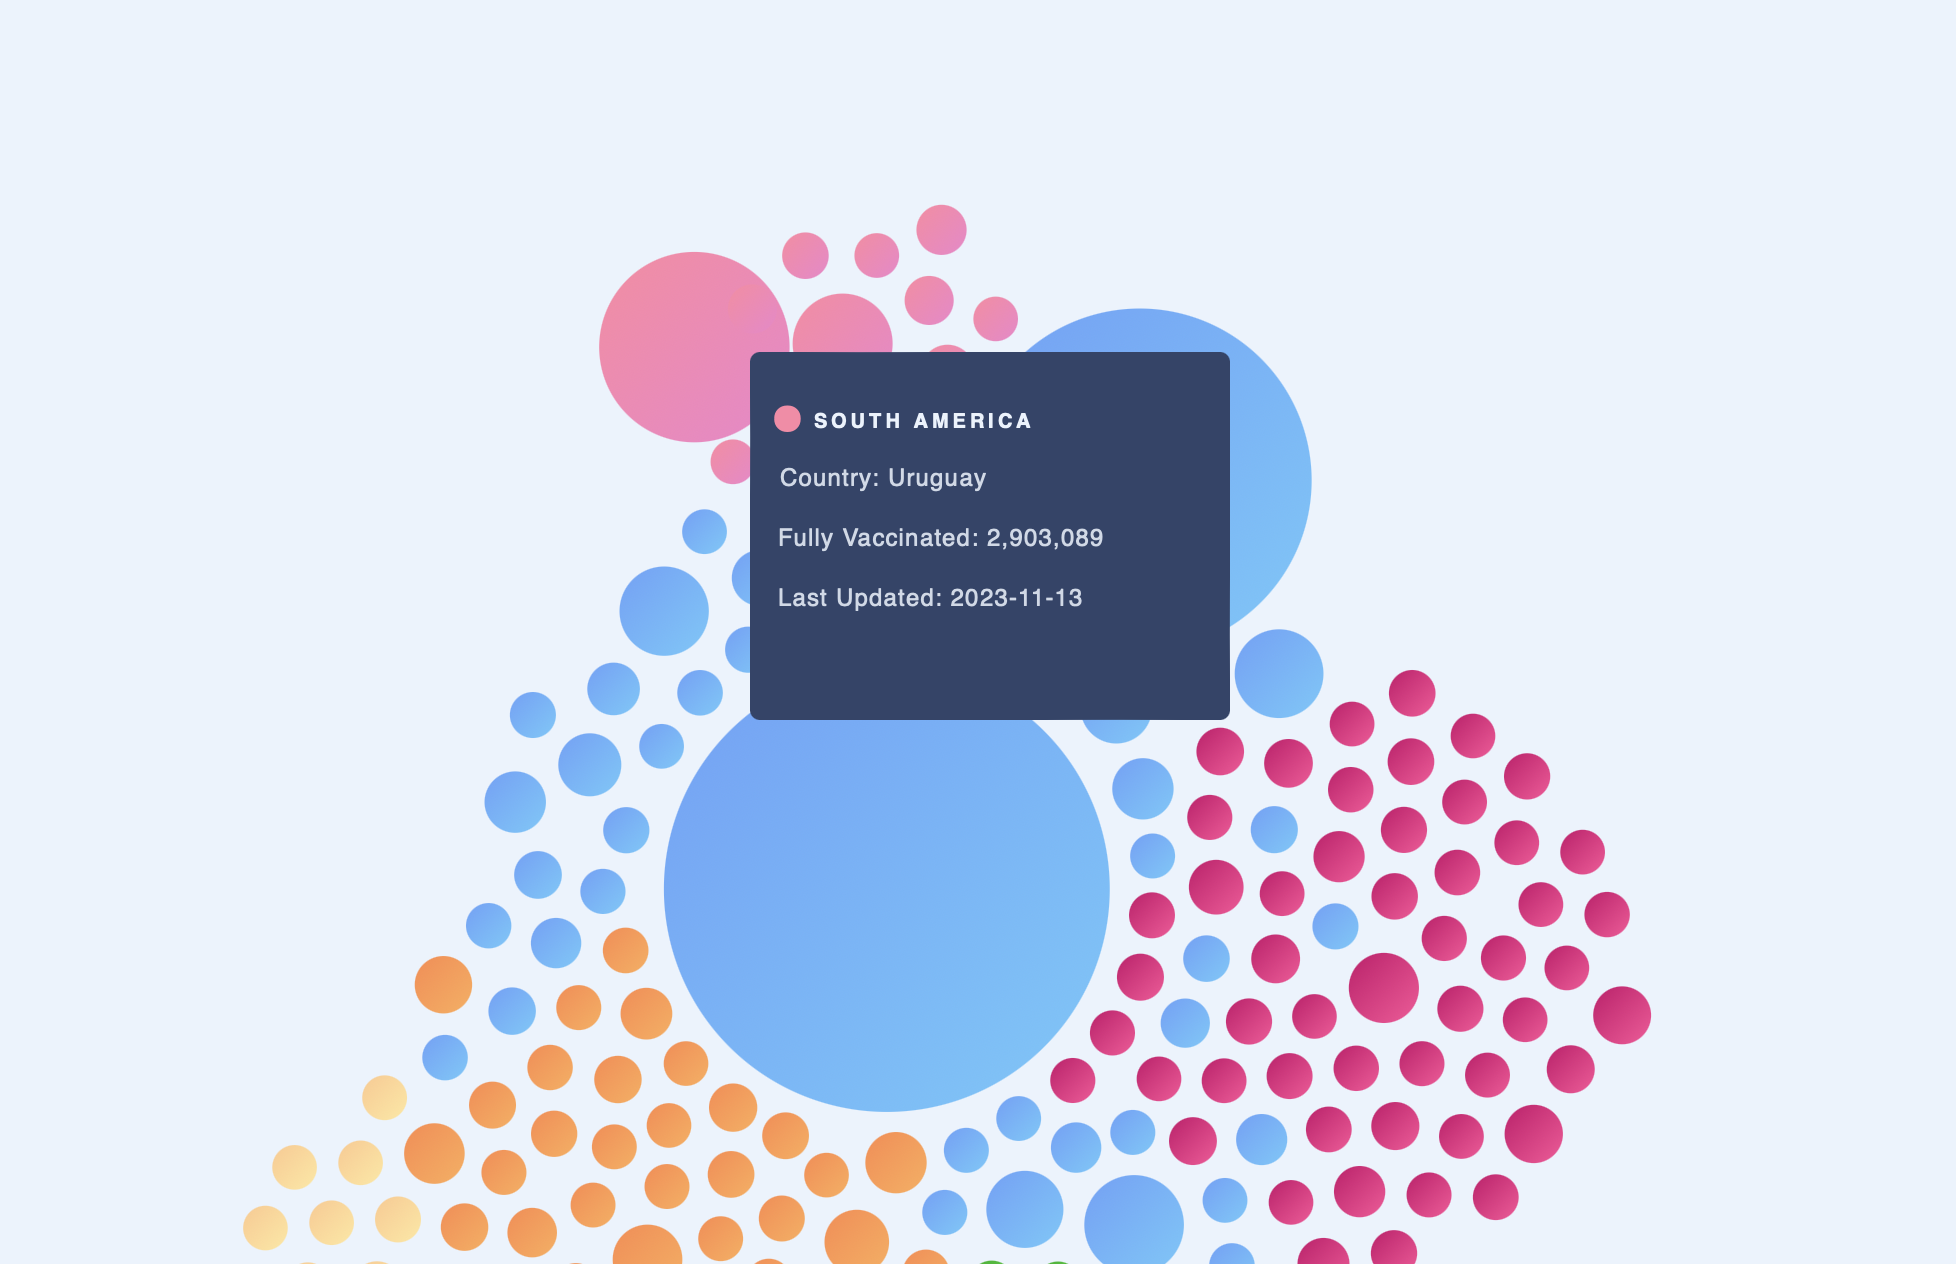 SOUTH AMERICA
Country: Uruguay
Fully Vaccinated: 2,903,089
Last Updated: 2023-11-13